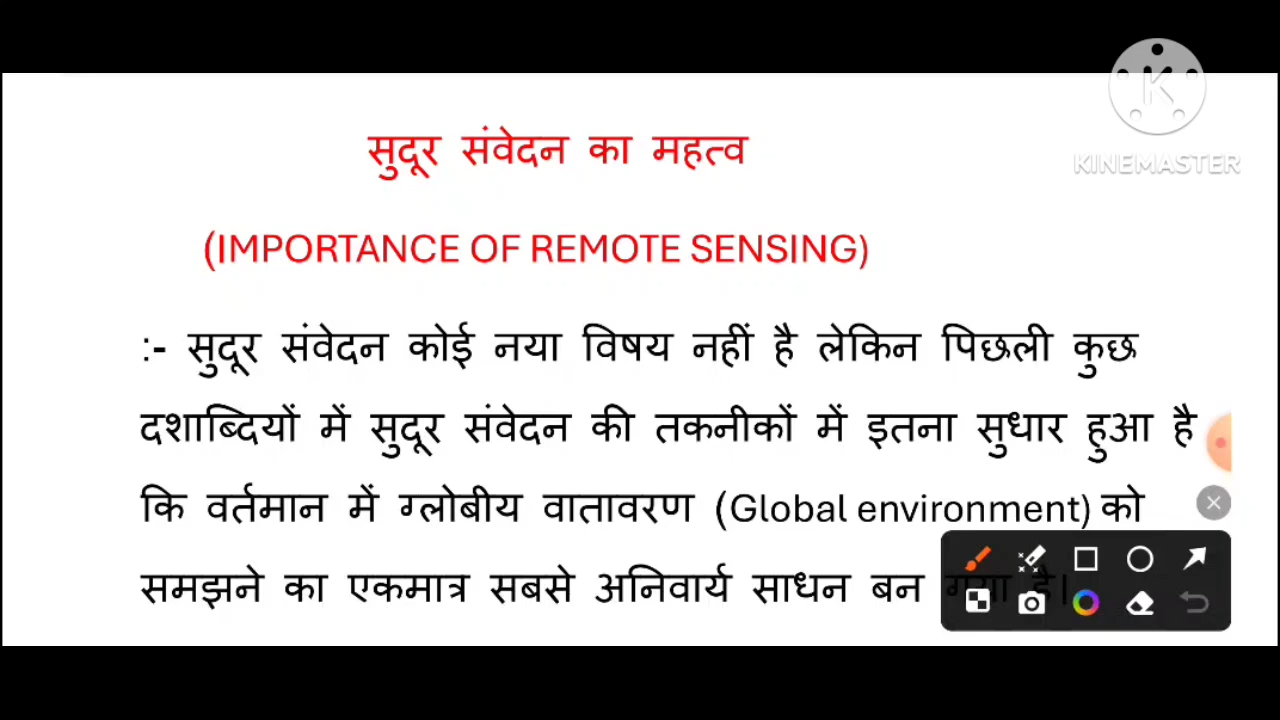 सुदूर संवेदन का महत्व
(IMPORTANCE OF REMOTE SENSING)
:- सुदूर संवेदन कोई नया विषय नहीं है लेकिन पिछली कुछ
दशाब्दियों में सुदूर संवेदन की तकनीकों में इतना सुधार हुआ है
कि वर्तमान में ग्लोबीय वातावरण (Global environment) को
समझने का एकमात्र सबसे अनिवार्य साधन बन गया है।
KINEMASTER